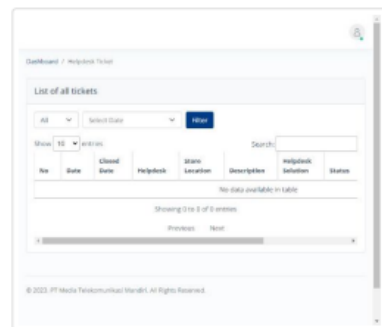 Dashboard / Helpdesk Ticket
List of all tickets
All Select Date Filter
Show 10 entries
Search:
No Date Closed Date Helpdesk Store Location Description Helpdesk Solution Status
No data available in table
Showing 0 to 0 of 0 entries
Previous Next
© 2023. PT Media Telekomunikasi Mandiri. All Rights Reserved.